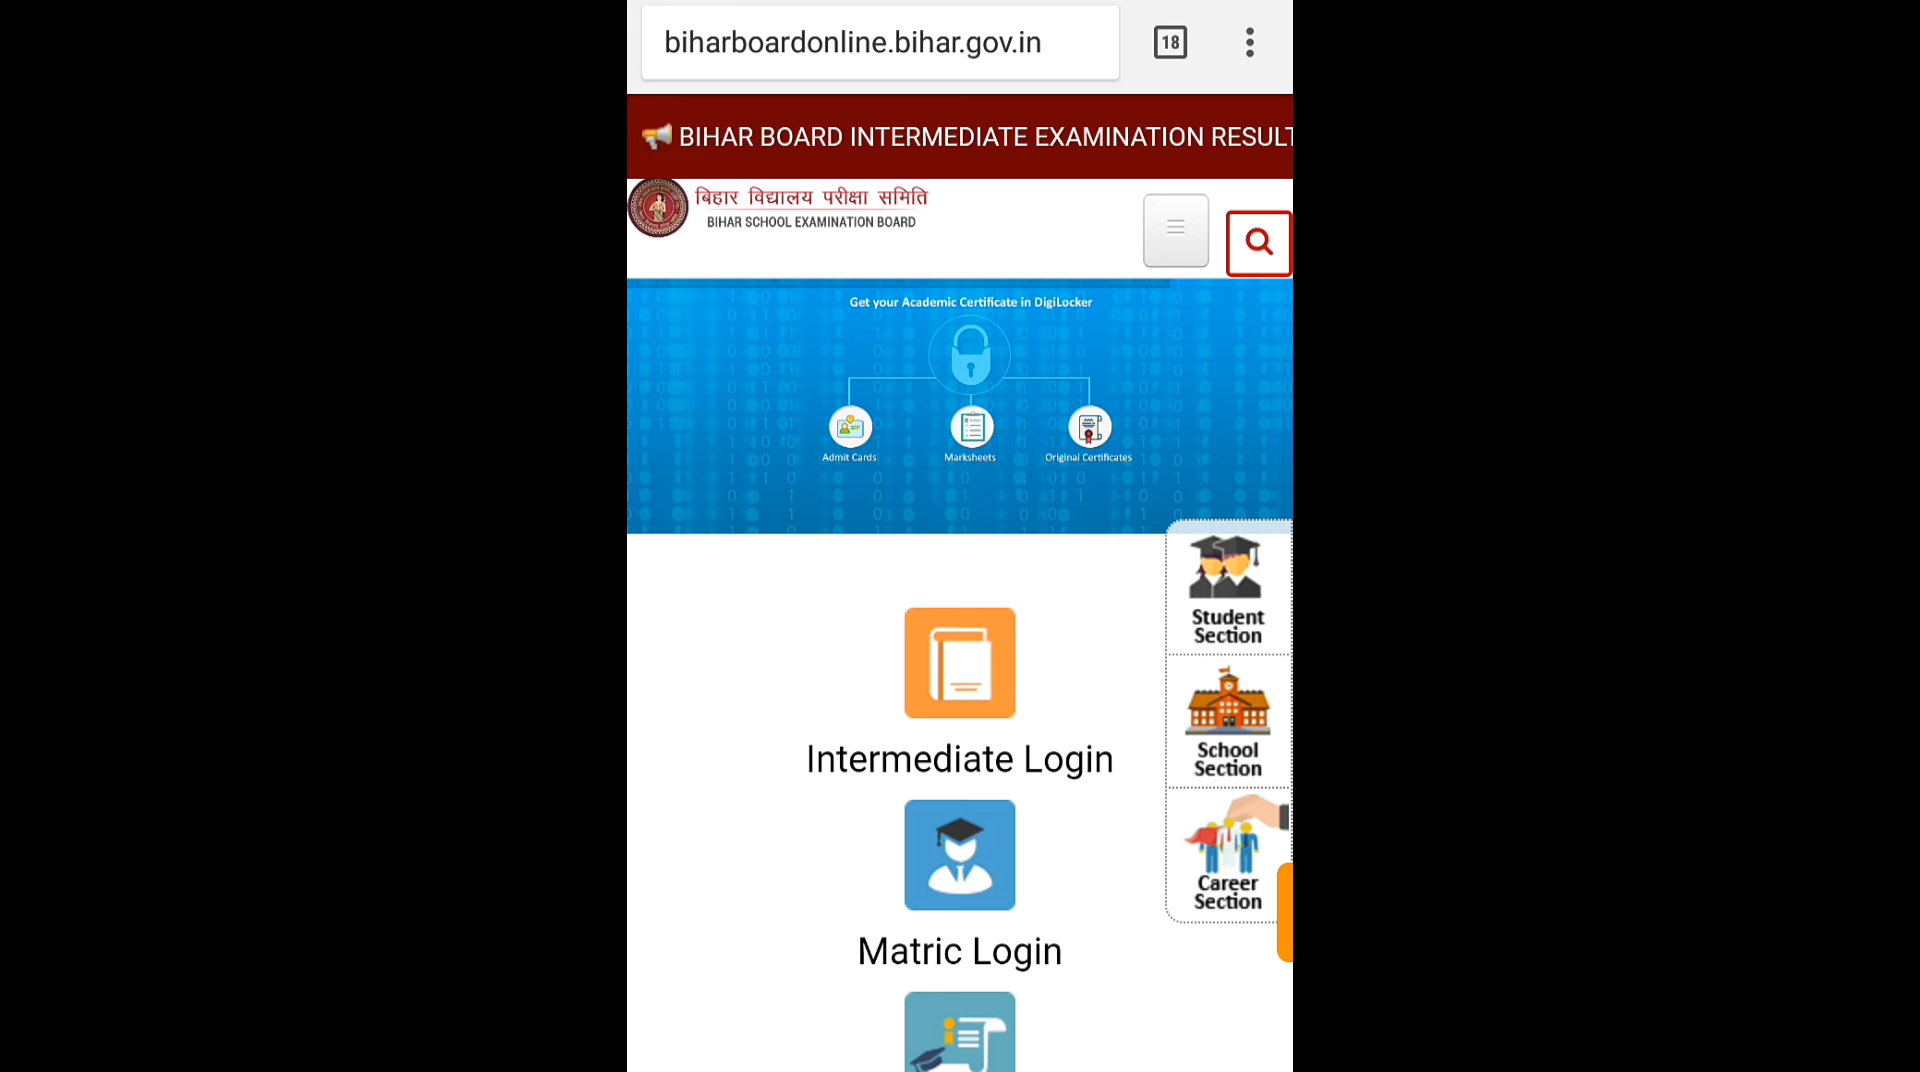 biharboardonline.bihar.gov.in
18
BIHAR BOARD INTERMEDIATE EXAMINATION RESULT
बिहार विद्यालय परीक्षा समिति
BIHAR SCHOOL EXAMINATION BOARD
Get your Academic Certificate in DigiLocker
Admit Cards
Marksheets
Original Certificates
Student
Section
School
Section
Career
Section
Intermediate Login
Matric Login